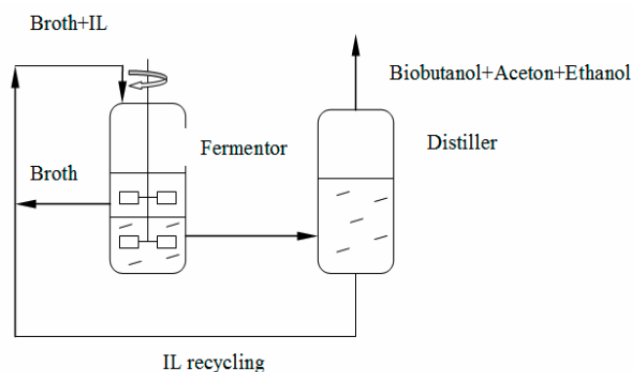 Broth+IL
Biobutanol+Aceton+Ethanol
Fermentor
Distiller
Broth
IL recycling